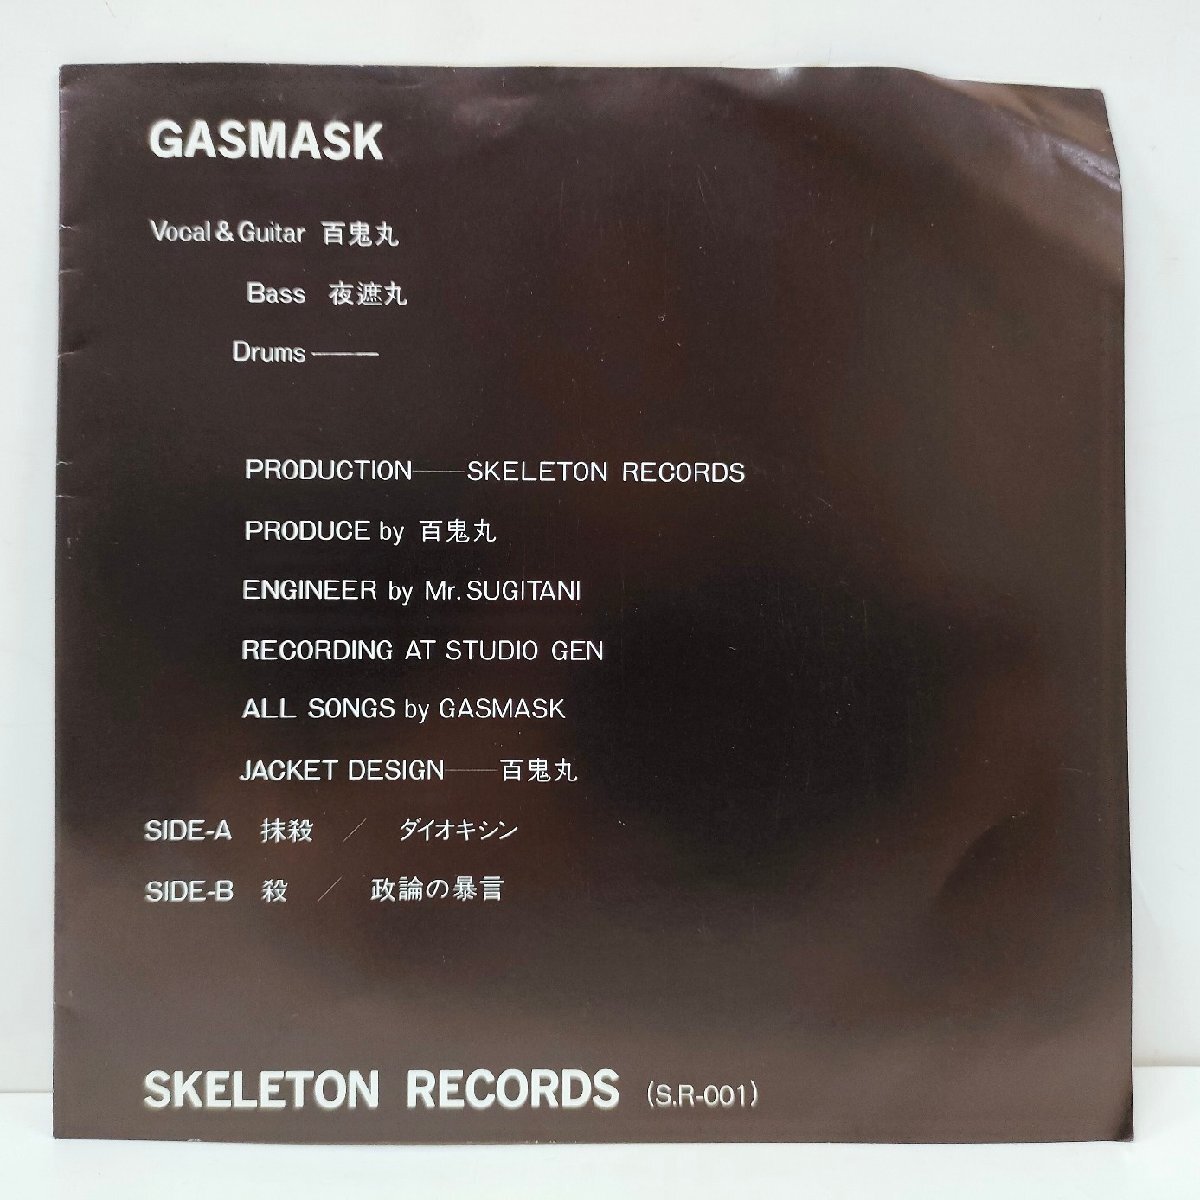 GASMASK
Vocal & Guitar 百鬼丸
Bass 夜遮丸
Drums ——
PRODUCTION——SKELETON RECORDS
PRODUCE by 百鬼丸
ENGINEER by Mr. SUGITANI
RECORDING AT STUDIO GEN
ALL SONGS by GASMASK
JACKET DESIGN——百鬼丸
SIDE-A 抹殺 / ダイオキシン
SIDE-B 殺 / 政論の暴言
SKELETON RECORDS (S.R-001)